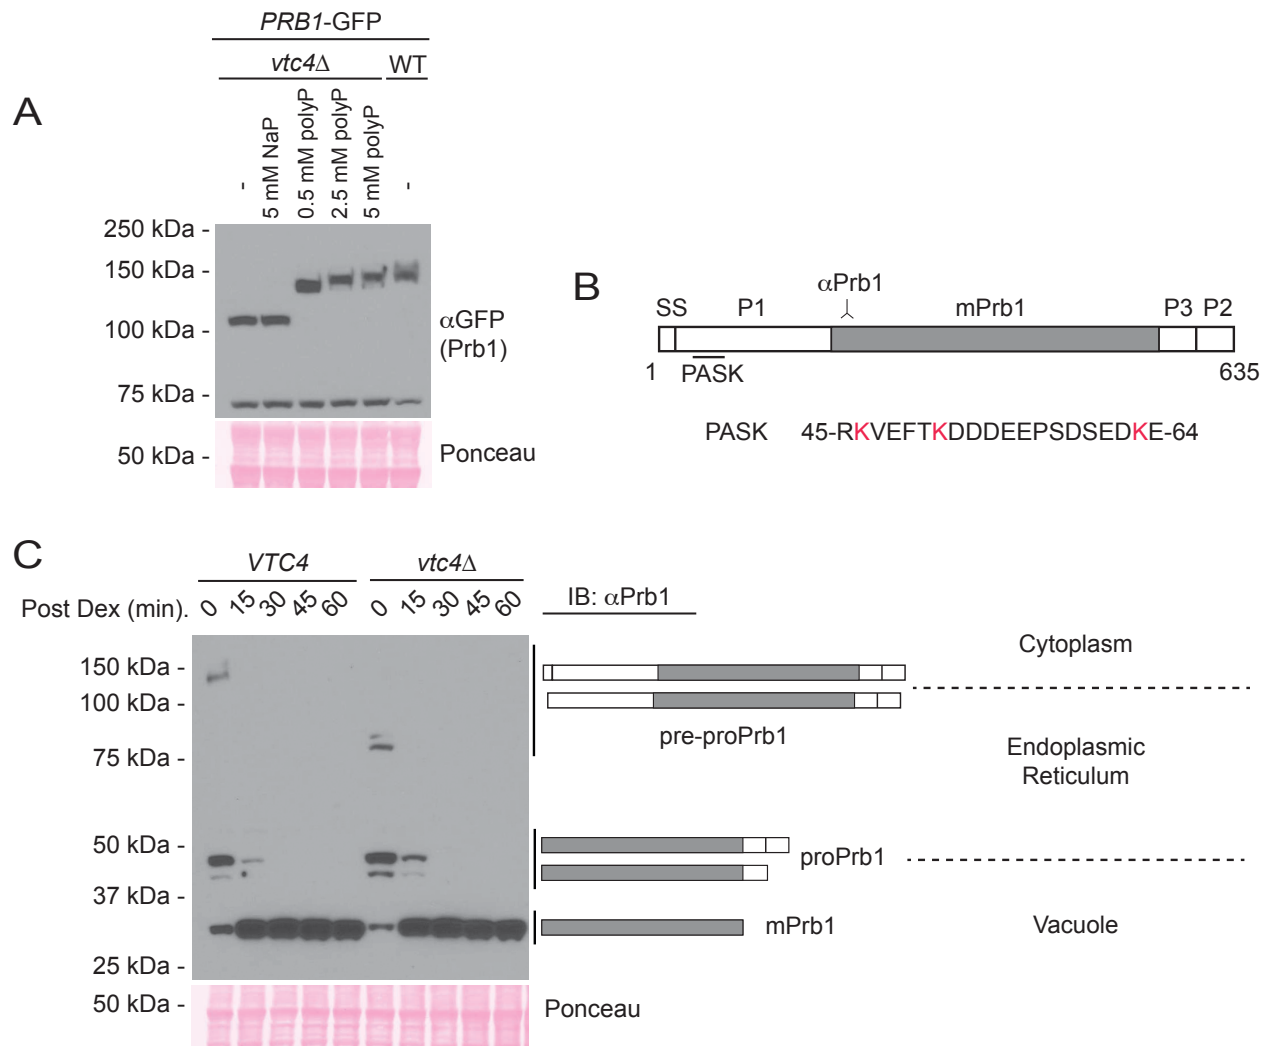 A
PRB1-GFP
vtc4Δ WT
- 5 mM NaP 0.5 mM polyP 2.5 mM polyP 5 mM polyP -
250 kDa -
150 kDa -
100 kDa -
75 kDa -
50 kDa -
αGFP
(Prb1)
Ponceau
B
αPrb1
SS P1 mPrb1 P3 P2
1 PASK 635
PASK 45-RKVEFTKDDDEEPSDSEDKE-64
C
VTC4 vtc4Δ
Post Dex (min). 0 15 30 45 60 0 15 30 45 60
IB: αPrb1
150 kDa -
100 kDa -
75 kDa -
50 kDa -
37 kDa -
25 kDa -
50 kDa -
Cytoplasm
pre-proPrb1
Endoplasmic
Reticulum
proPrb1
mPrb1
Vacuole
Ponceau